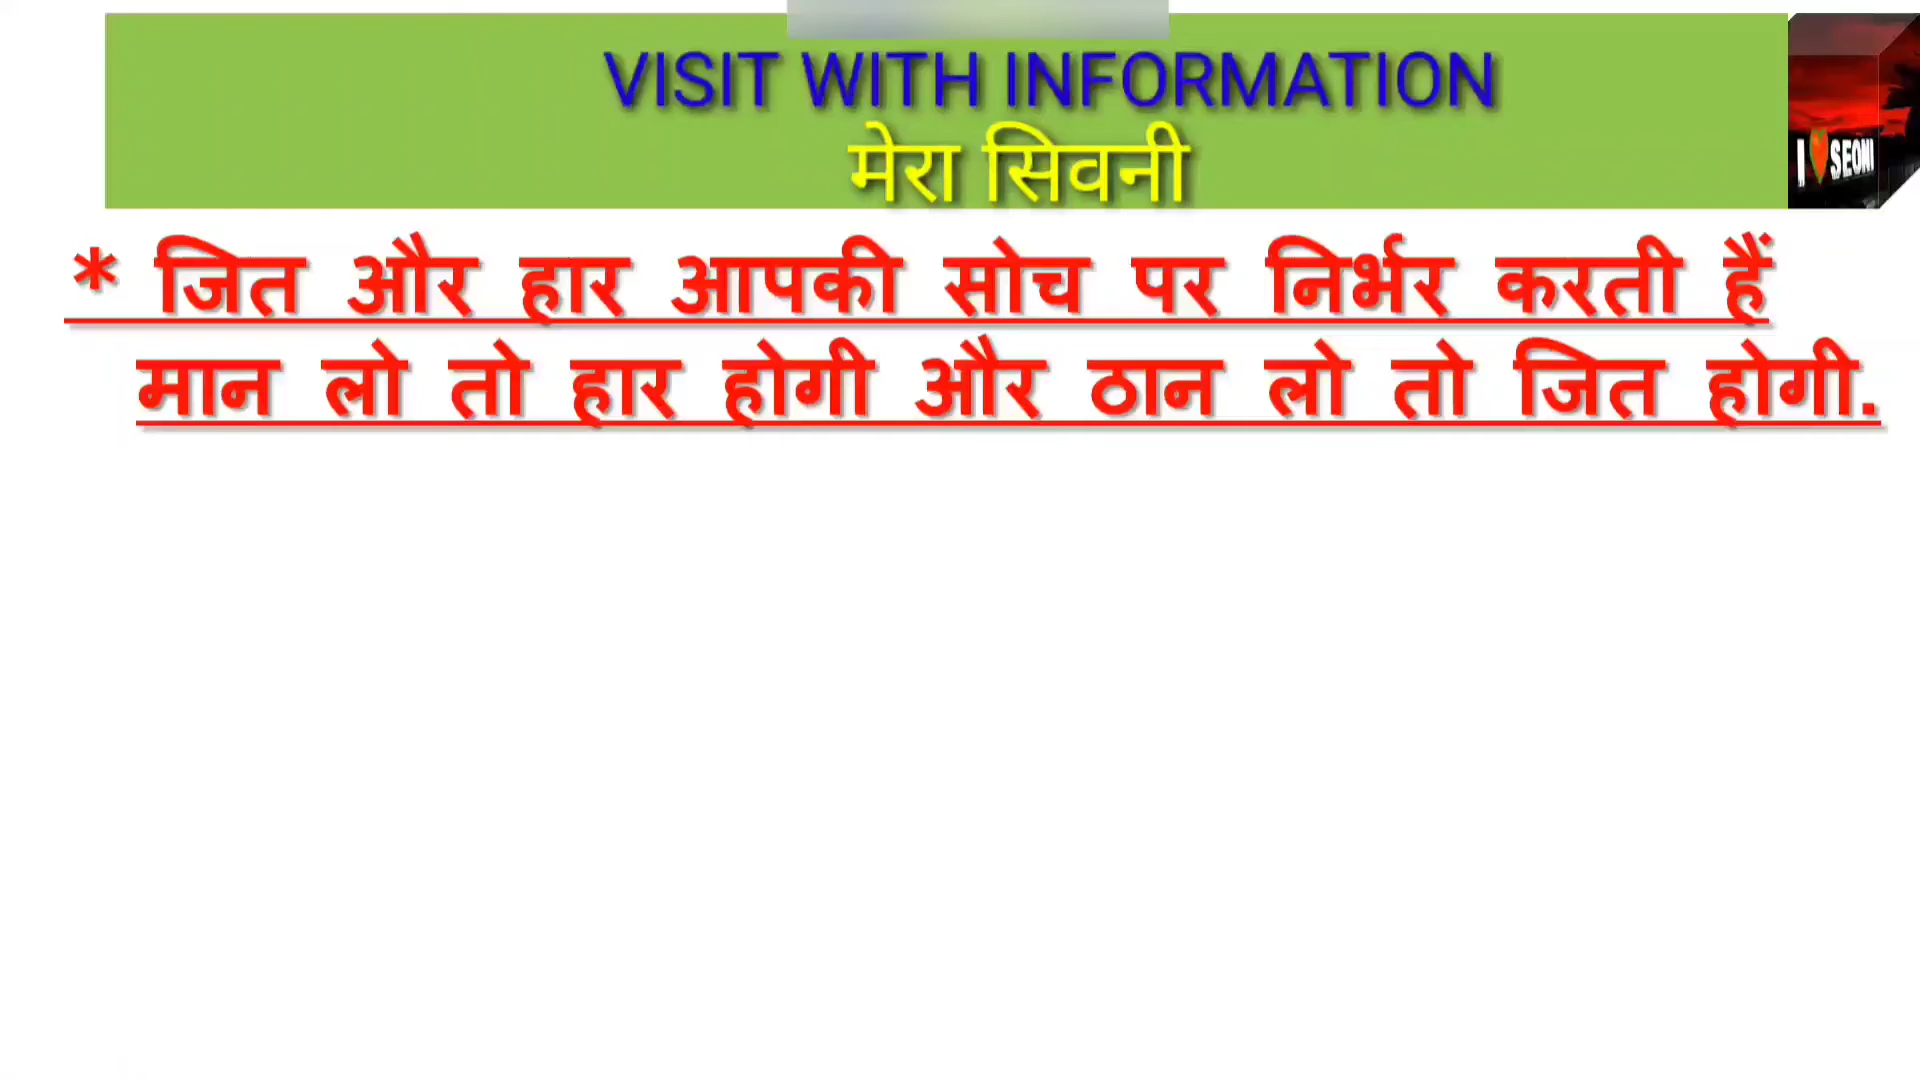 VISIT WITH INFORMATION
मेरा सिवनी
I SEONI
* जित और हार आपकी सोच पर निर्भर करती हैं
मान लो तो हार होगी और ठान लो तो जित होगी.